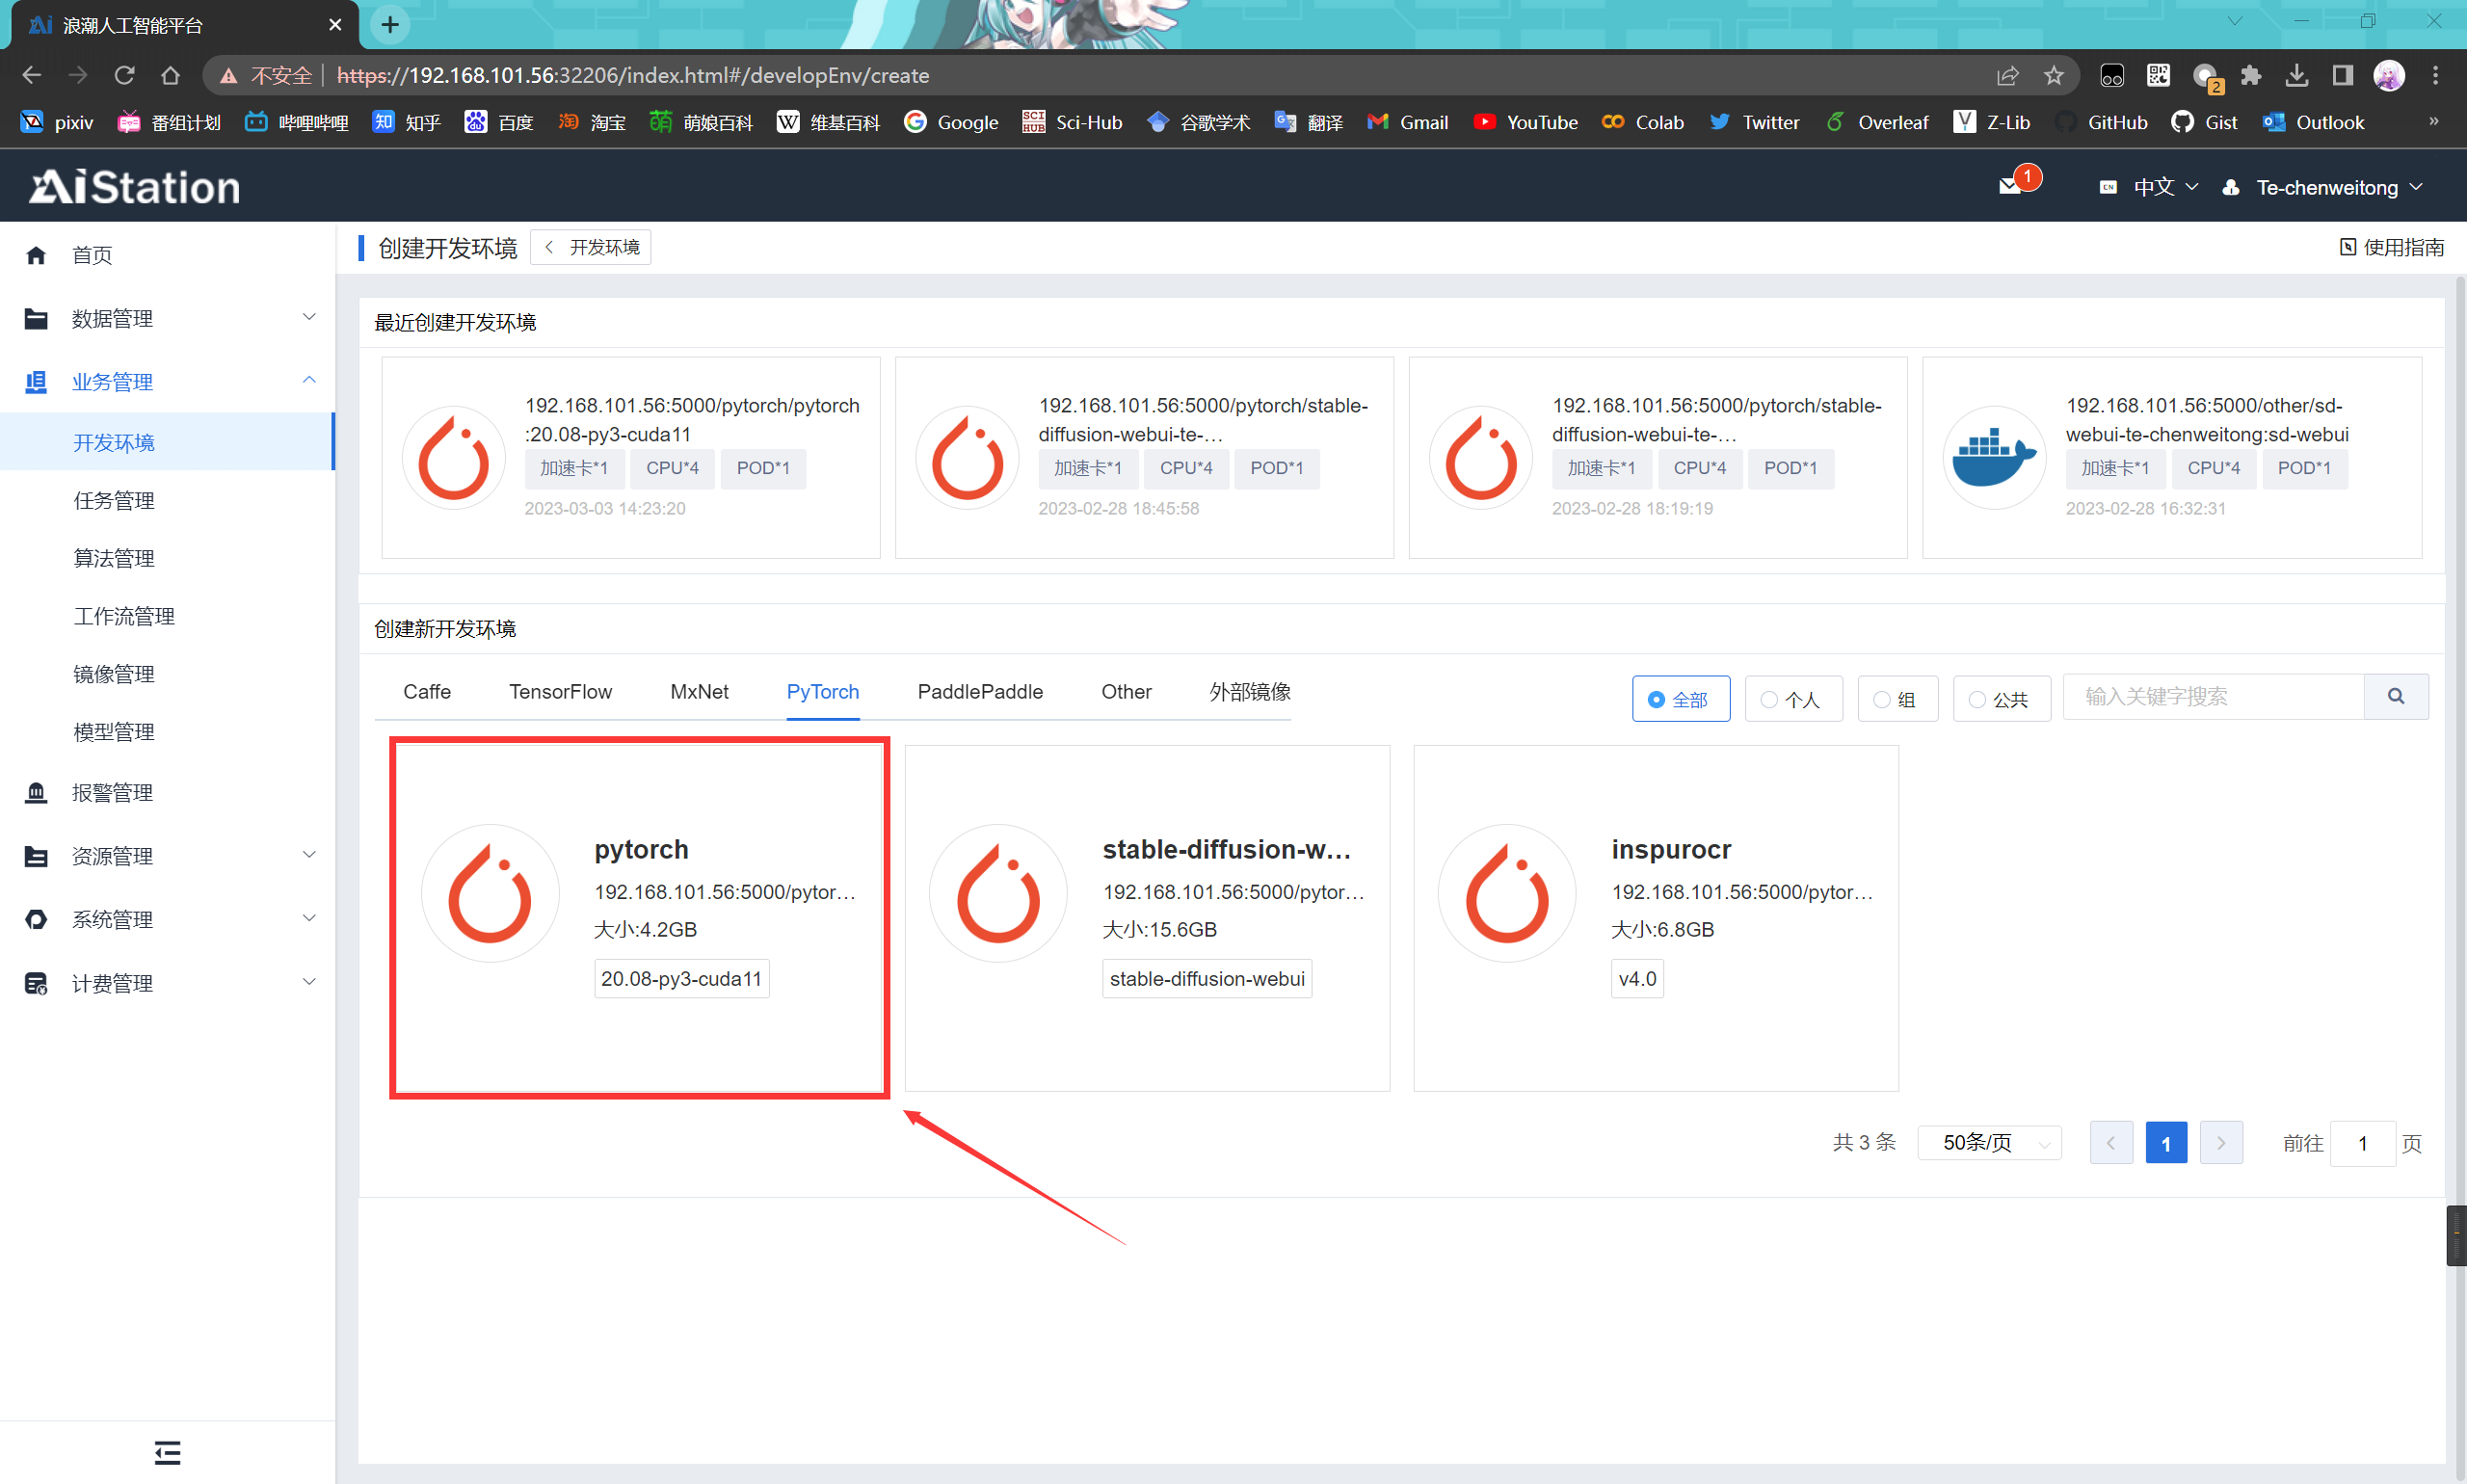 浪潮人工智能平台
不安全 https://192.168.101.56:32206/index.html#/developEnv/create
2
pixiv 番组计划 哔哩哔哩 知 知乎 百度 淘 淘宝 萌 萌娘百科 W 维基百科 Google SCI HUB Sci-Hub 谷歌学术 翻译 Gmail YouTube Colab Twitter Overleaf Z-Lib GitHub Gist Outlook »
AiStation
1
CN 中文 Te-chenweitong
首页
数据管理
业务管理
开发环境
任务管理
算法管理
工作流管理
镜像管理
模型管理
报警管理
资源管理
系统管理
计费管理
创建开发环境 开发环境
使用指南
最近创建开发环境
192.168.101.56:5000/pytorch/pytorch
:20.08-py3-cuda11
加速卡*1 CPU*4 POD*1
2023-03-03 14:23:20
192.168.101.56:5000/pytorch/stable-
diffusion-webui-te-...
加速卡*1 CPU*4 POD*1
2023-02-28 18:45:58
192.168.101.56:5000/pytorch/stable-
diffusion-webui-te-...
加速卡*1 CPU*4 POD*1
2023-02-28 18:19:19
192.168.101.56:5000/other/sd-
webui-te-chenweitong:sd-webui
加速卡*1 CPU*4 POD*1
2023-02-28 16:32:31
创建新开发环境
Caffe TensorFlow MxNet PyTorch PaddlePaddle Other 外部镜像
全部 个人 组 公共 输入关键字搜索
pytorch
192.168.101.56:5000/pytor...
大小:4.2GB
20.08-py3-cuda11
stable-diffusion-w...
192.168.101.56:5000/pytor...
大小:15.6GB
stable-diffusion-webui
inspurocr
192.168.101.56:5000/pytor...
大小:6.8GB
v4.0
共 3 条 50条/页 1 前往 1 页